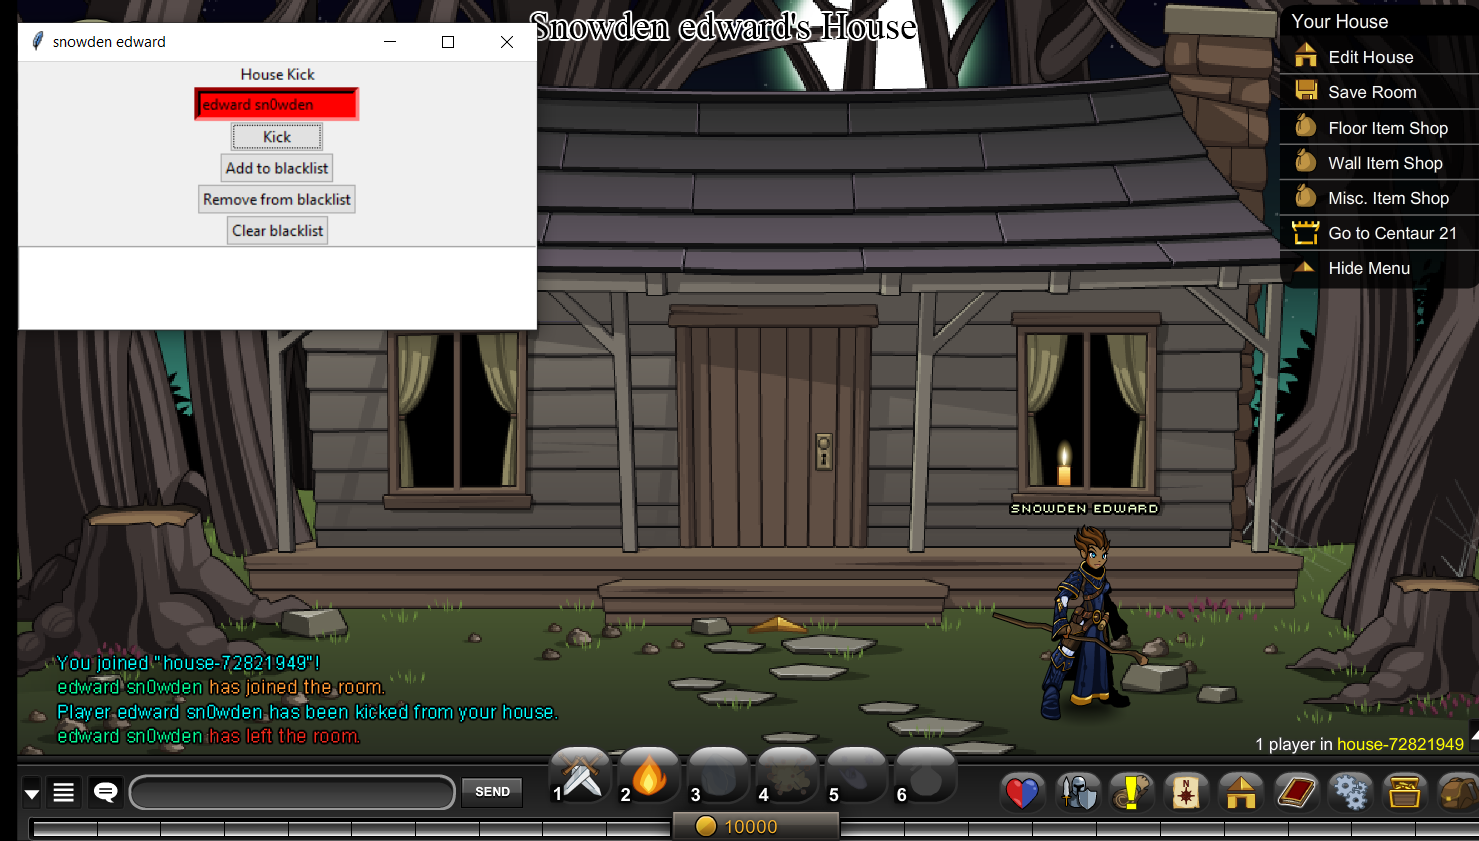 Snowden edward's House
snowden edward
House Kick
edward sn0wden
Kick
Add to blacklist
Remove from blacklist
Clear blacklist
Your House
Edit House
Save Room
Floor Item Shop
Wall Item Shop
Misc. Item Shop
Go to Centaur 21
Hide Menu
SNOWDEN EDWARD
You joined "house-72821949"!
edward sn0wden has joined the room.
Player edward sn0wden has been kicked from your house.
edward sn0wden has left the room.
1 player in house-72821949
SEND
1 2 3 4 5 6
N
10000